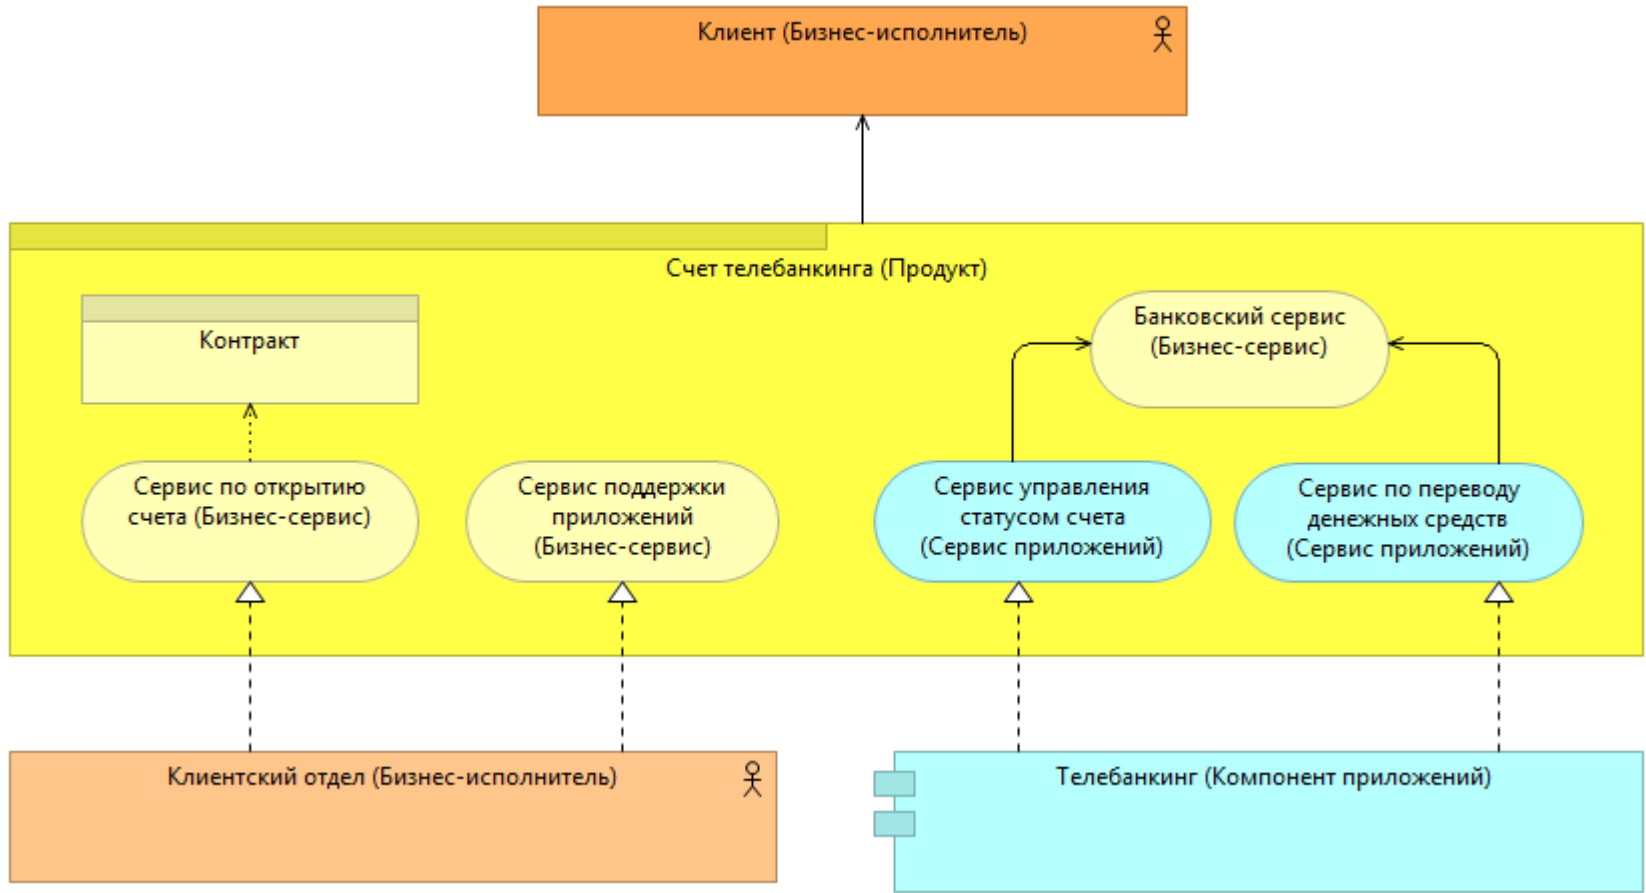 Клиент (Бизнес-исполнитель)
Счет телебанкинга (Продукт)
Контракт
Банковский сервис
(Бизнес-сервис)
Сервис по открытию
счета (Бизнес-сервис)
Сервис поддержки
приложений
(Бизнес-сервис)
Сервис управления
статусом счета
(Сервис приложений)
Сервис по переводу
денежных средств
(Сервис приложений)
Клиентский отдел (Бизнес-исполнитель)
Телебанкинг (Компонент приложений)